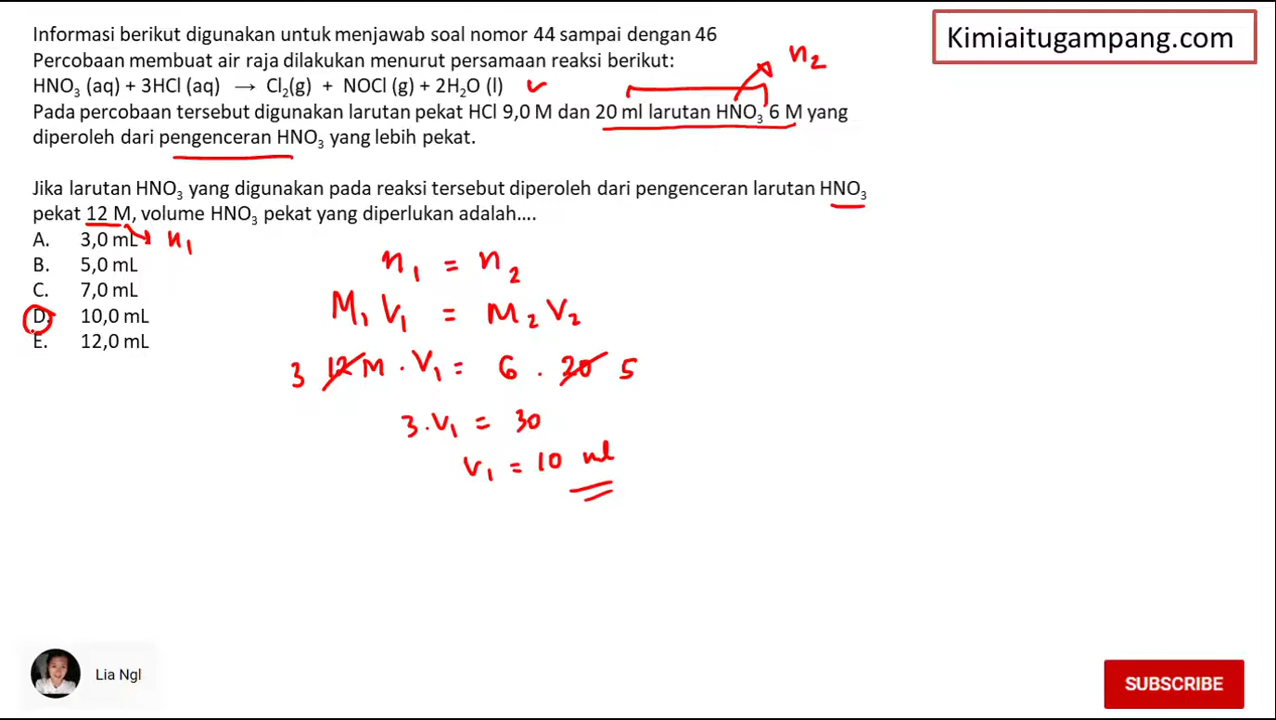 Informasi berikut digunakan untuk menjawab soal nomor 44 sampai dengan 46
Kimiaitugampang.com
Percobaan membuat air raja dilakukan menurut persamaan reaksi berikut:
n₂
HNO₃ (aq) + 3HCl (aq) → Cl₂(g) + NOCl (g) + 2H₂O (l)
Pada percobaan tersebut digunakan larutan pekat HCl 9,0 M dan 20 ml larutan HNO₃ 6 M yang
diperoleh dari pengenceran HNO₃ yang lebih pekat.
Jika larutan HNO₃ yang digunakan pada reaksi tersebut diperoleh dari pengenceran larutan HNO₃
pekat 12 M, volume HNO₃ pekat yang diperlukan adalah....
A. 3,0 mL
n₁
B. 5,0 mL
C. 7,0 mL
D. 10,0 mL
E. 12,0 mL
n₁ = n₂
M₁ V₁ = M₂ V₂
3 12 M . V₁ = 6 . 20 5
3 . V₁ = 30
V₁ = 10 ml
Lia Ngl
SUBSCRIBE